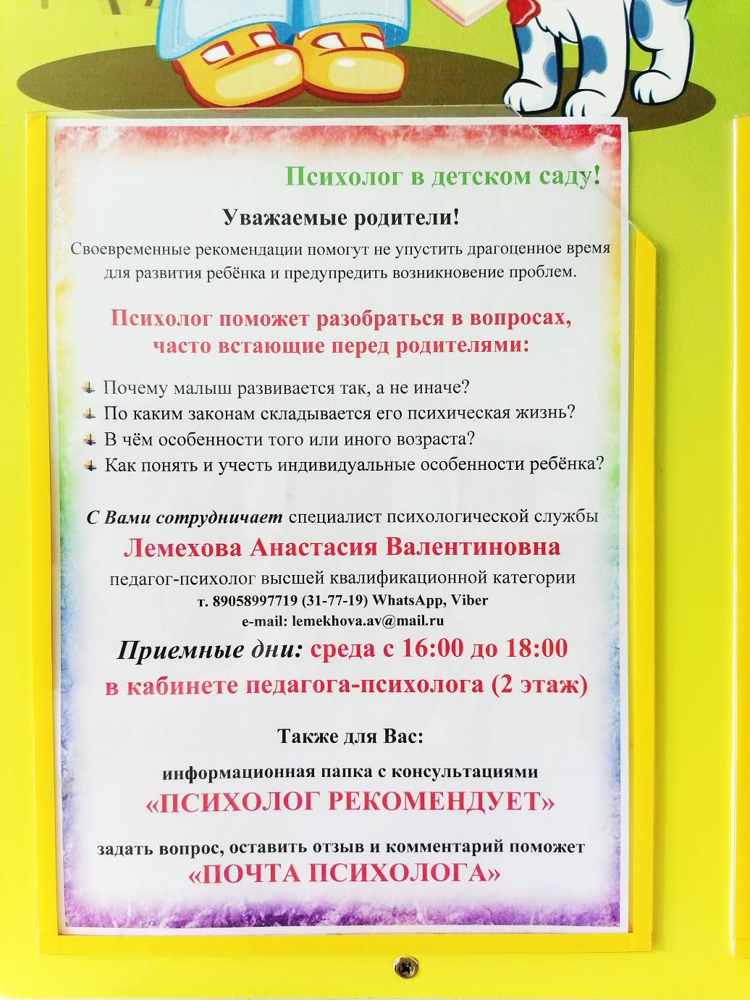 Психолог в детском саду!
Уважаемые родители!
Своевременные рекомендации помогут не упустить драгоценное время
для развития ребёнка и предупредить возникновение проблем.
Психолог поможет разобраться в вопросах,
часто встающие перед родителями:
Почему малыш развивается так, а не иначе?
По каким законам складывается его психическая жизнь?
В чём особенности того или иного возраста?
Как понять и учесть индивидуальные особенности ребёнка?
С Вами сотрудничает специалист психологической службы
Лемехова Анастасия Валентиновна
педагог-психолог высшей квалификационной категории
т. 89058997719 (31-77-19) WhatsApp, Viber
e-mail: lemekhova.av@mail.ru
Приемные дни: среда с 16:00 до 18:00
в кабинете педагога-психолога (2 этаж)
Также для Вас:
информационная папка с консультациями
«ПСИХОЛОГ РЕКОМЕНДУЕТ»
задать вопрос, оставить отзыв и комментарий поможет
«ПОЧТА ПСИХОЛОГА»